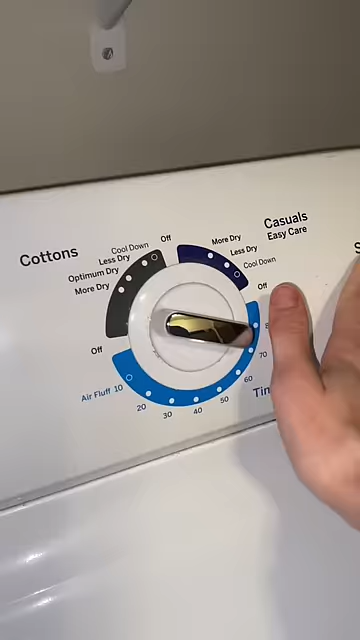 Cottons
Cool Down
Less Dry
Optimum Dry
More Dry
Off
Off
More Dry
Less Dry
Cool Down
Casuals
Easy Care
Off
70
60
50
40
30
20
Air Fluff 10